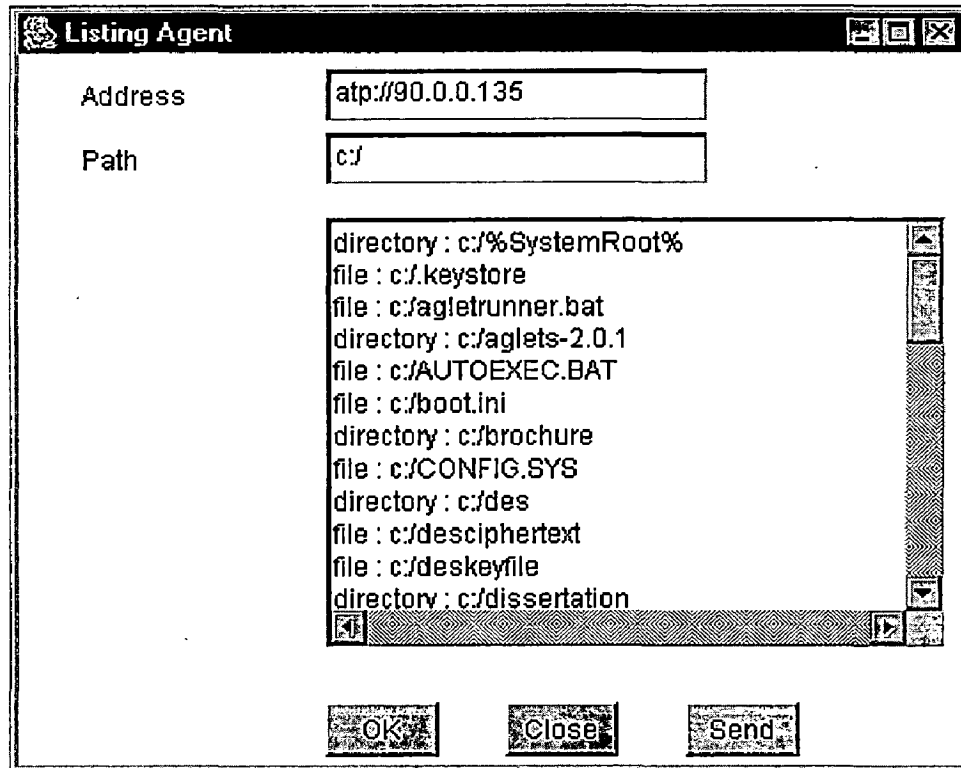 Listing Agent
Address atp://90.0.0.135
Path c:/
directory : c:/%SystemRoot%
file : c:/.keystore
file : c:/agletrunner.bat
directory : c:/aglets-2.0.1
file : c:/AUTOEXEC.BAT
file : c:/boot.ini
directory : c:/brochure
file : c:/CONFIG.SYS
directory : c:/des
file : c:/desciphertext
file : c:/deskeyfile
directory : c:/dissertation
OK Close Send